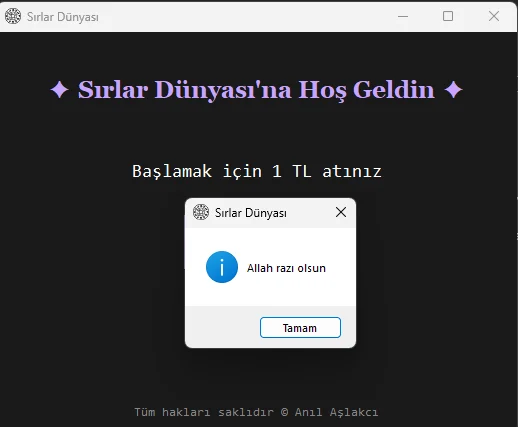 Sırlar Dünyası
✦ Sırlar Dünyası'na Hoş Geldin ✦
Başlamak için 1 TL atınız
Sırlar Dünyası
Allah razı olsun
Tamam
Tüm hakları saklıdır © Anıl Aşlakcı